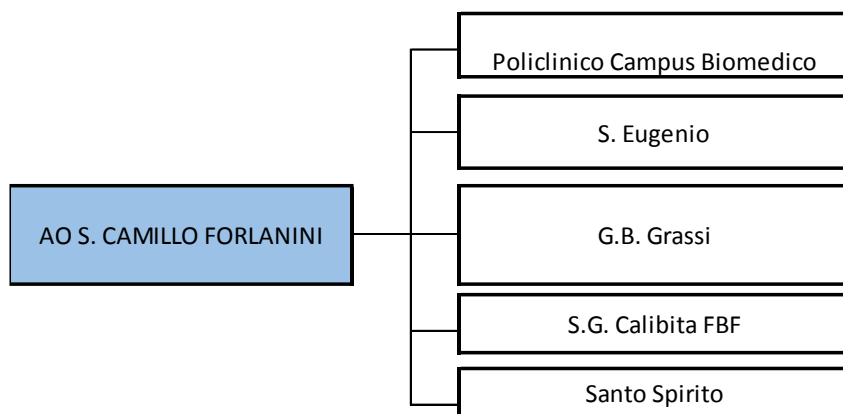 Policlinico Campus Biomedico
S. Eugenio
AO S. CAMILLO FORLANINI
G.B. Grassi
S.G. Calibita FBF
Santo Spirito